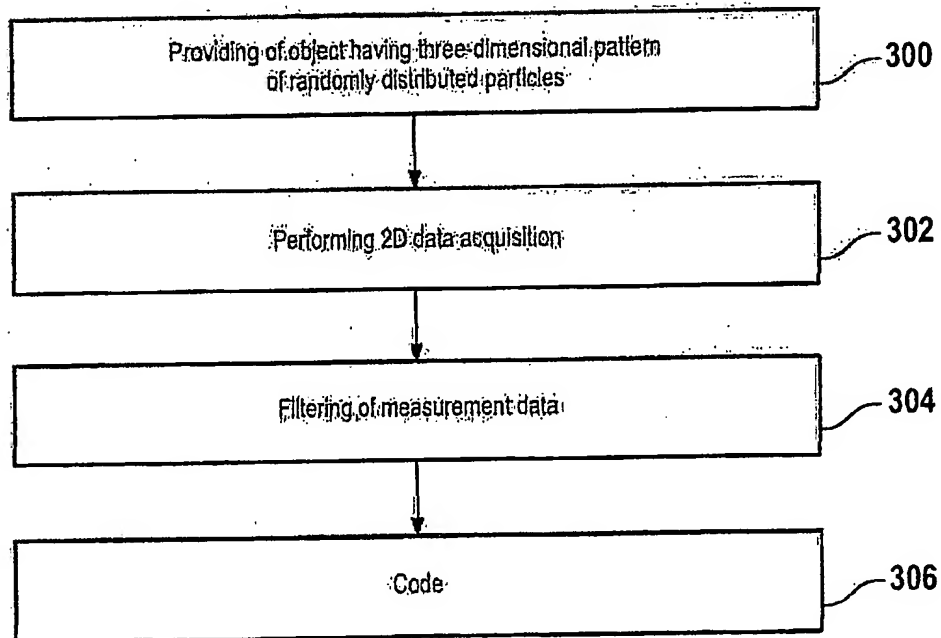 Providing of object having three-dimensional pattern
of randomly distributed particles
300
Performing 2D data acquisition
302
Filtering of measurement data
304
Code
306